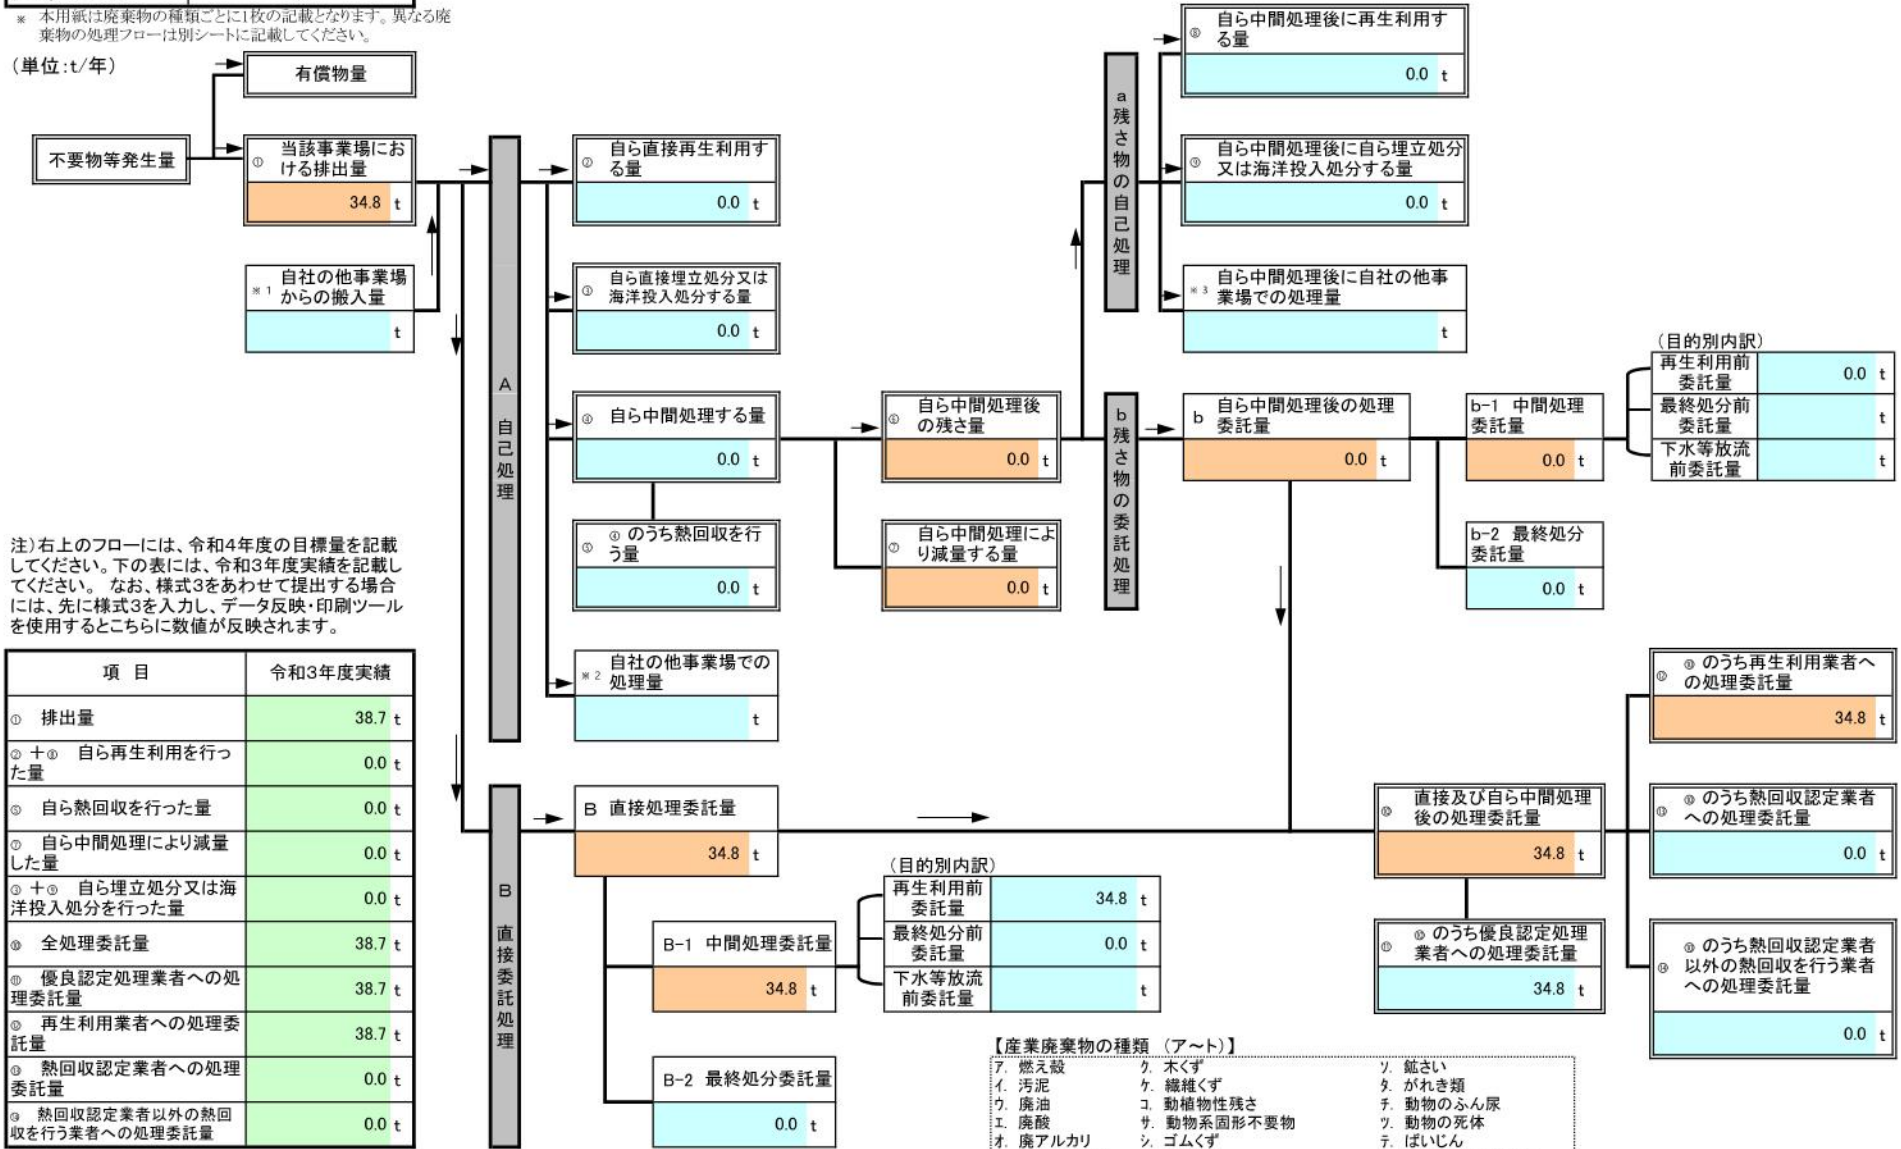 ※ 本用紙は廃棄物の種類ごとに1枚の記載となります。異なる廃
棄物の処理フローは別シートに記載してください。
(単位:t/年)
有償物量
不要物等発生量
① 当該事業場にお
ける排出量
34.8 t
※1 自社の他事業場
からの搬入量
t
A 自己処理
② 自ら直接再生利用す
る量
0.0 t
③ 自ら直接埋立処分又は
海洋投入処分する量
0.0 t
④ 自ら中間処理する量
0.0 t
⑤ ④のうち熱回収を行
う量
0.0 t
※2 自社の他事業場での
処理量
t
⑥ 自ら中間処理後
の残さ量
0.0 t
⑦ 自ら中間処理によ
り減量する量
0.0 t
a 残さ物の自己処理
⑧ 自ら中間処理後に再生利用す
る量
0.0 t
⑨ 自ら中間処理後に自ら埋立処分
又は海洋投入処分する量
0.0 t
※3 自ら中間処理後に自社の他事
業場での処理量
t
b 残さ物の委託処理
b 自ら中間処理後の処理
委託量
0.0 t
b-1 中間処理
委託量
0.0 t
b-2 最終処分
委託量
0.0 t
(目的別内訳)
再生利用前
委託量
0.0 t
最終処分前
委託量
t
下水等放流
前委託量
t
注)右上のフローには、令和4年度の目標量を記載
してください。下の表には、令和3年度実績を記載し
てください。 なお、様式3をあわせて提出する場合
には、先に様式3を入力し、データ反映・印刷ツール
を使用するとこちらに数値が反映されます。
項 目 令和3年度実績
① 排出量 38.7 t
②+⑧ 自ら再生利用を行っ
た量 0.0 t
⑤ 自ら熱回収を行った量 0.0 t
⑦ 自ら中間処理により減量
した量 0.0 t
③+⑨ 自ら埋立処分又は海
洋投入処分を行った量 0.0 t
⑩ 全処理委託量 38.7 t
⑪ 優良認定処理業者への処
理委託量 38.7 t
⑫ 再生利用業者への処理委
託量 38.7 t
⑬ 熱回収認定業者への処理
委託量 0.0 t
⑭ 熱回収認定業者以外の熱回
収を行う業者への処理委託量 0.0 t
B 直接委託処理
B 直接処理委託量
34.8 t
B-1 中間処理委託量
34.8 t
B-2 最終処分委託量
0.0 t
(目的別内訳)
再生利用前
委託量
34.8 t
最終処分前
委託量
0.0 t
下水等放流
前委託量
t
⑩ 直接及び自ら中間処理
後の処理委託量
34.8 t
⑪ ⑩のうち優良認定処理
業者への処理委託量
34.8 t
⑫ ⑩のうち再生利用業者へ
の処理委託量
34.8 t
⑬ ⑩のうち熱回収認定業者
への処理委託量
0.0 t
⑭ ⑩のうち熱回収認定業者
以外の熱回収を行う業者
への処理委託量
0.0 t
【産業廃棄物の種類 (ア~ト)】
ア. 燃え殻 ク. 木くず ソ. 鉱さい
イ. 汚泥 ケ. 繊維くず タ. がれき類
ウ. 廃油 コ. 動植物性残さ チ. 動物のふん尿
エ. 廃酸 サ. 動物系固形不要物 ツ. 動物の死体
オ. 廃アルカリ シ. ゴムくず テ. ばいじん